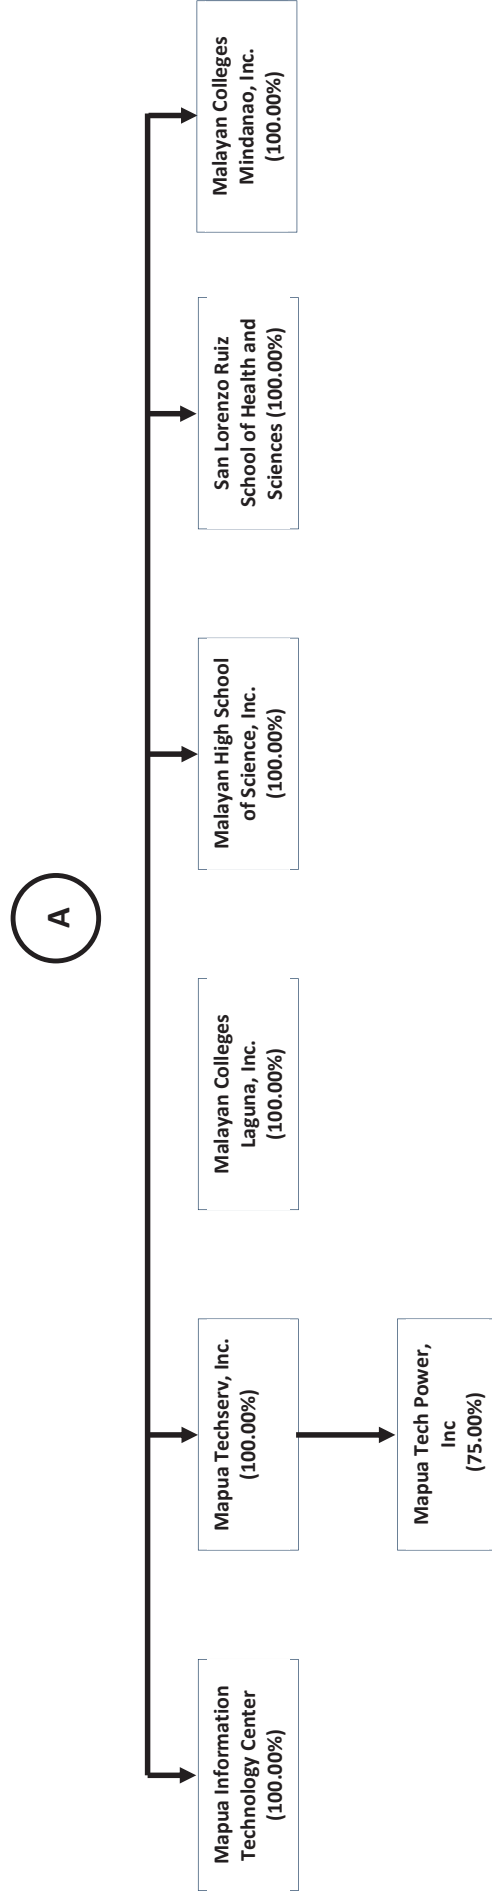 A
Mapua Information
Technology Center
(100.00%)
Mapua Techserv, Inc.
(100.00%)
Malayan Colleges
Laguna, Inc.
(100.00%)
Malayan High School
of Science, Inc.
(100.00%)
San Lorenzo Ruiz
School of Health and
Sciences (100.00%)
Malayan Colleges
Mindanao, Inc.
(100.00%)
Mapua Tech Power,
Inc
(75.00%)